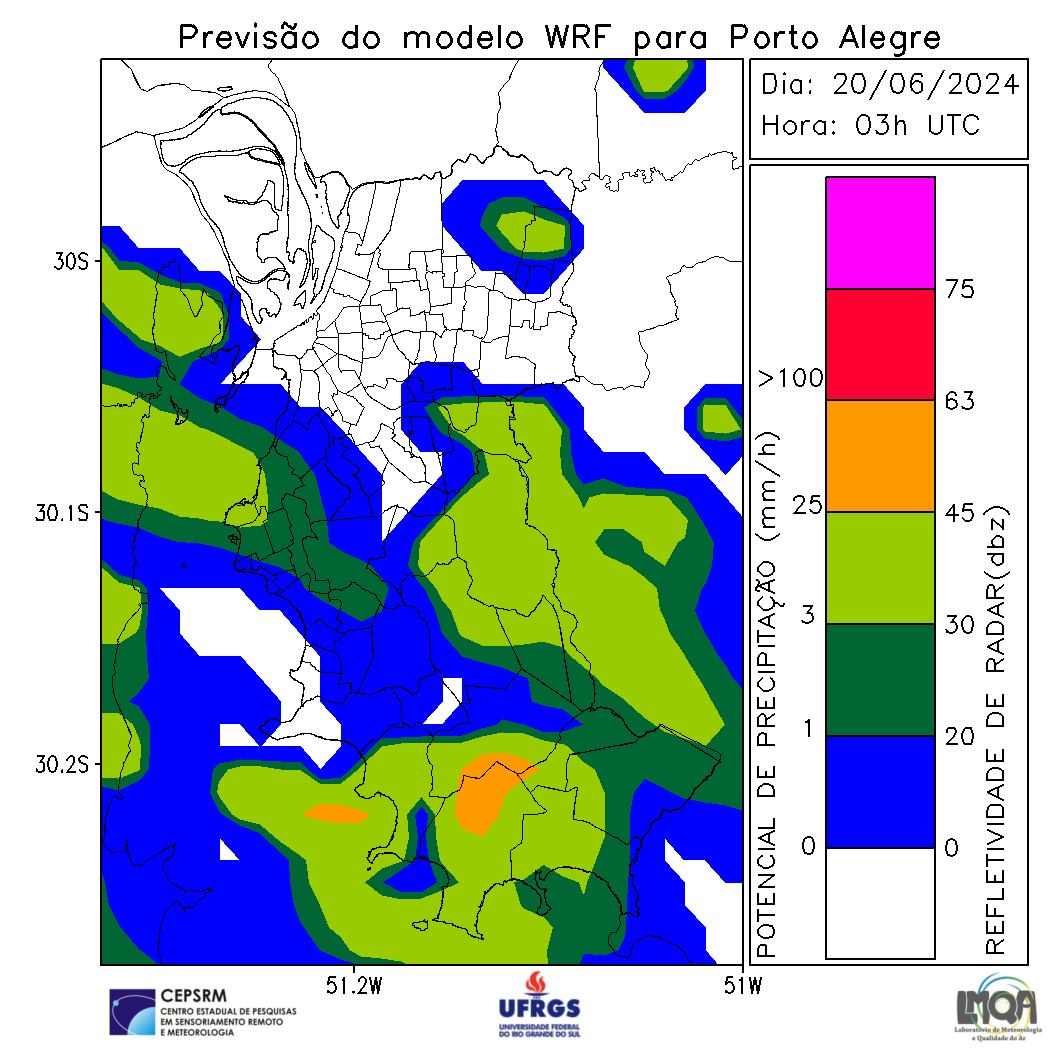 Previsão do modelo WRF para Porto Alegre
Dia: 20/06/2024
Hora: 03h UTC
30S
30.1S
30.2S
51.2W
51W
POTENCIAL DE PRECIPITAÇÃO (mm/h)
>100
25
3
1
0
75
63
45
30
20
0
REFLETIVIDADE DE RADAR(dbz)
CEPSRM
CENTRO ESTADUAL DE PESQUISAS
EM SENSORIAMENTO REMOTO
E METEOROLOGIA
UFRGS
UNIVERSIDADE FEDERAL
DO RIO GRANDE DO SUL
LMQA
Laboratório de Meteorologia
e Qualidade do Ar